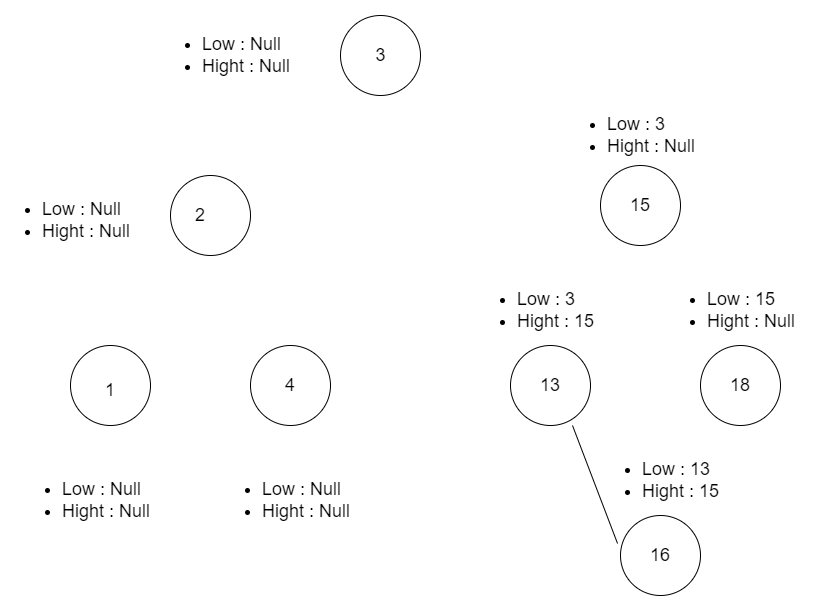 • Low : Null
• Hight : Null
3
• Low : 3
• Hight : Null
15
• Low : Null
• Hight : Null
2
• Low : 3
• Hight : 15
• Low : 15
• Hight : Null
1
4
13
18
• Low : Null
• Hight : Null
• Low : Null
• Hight : Null
• Low : 13
• Hight : 15
16